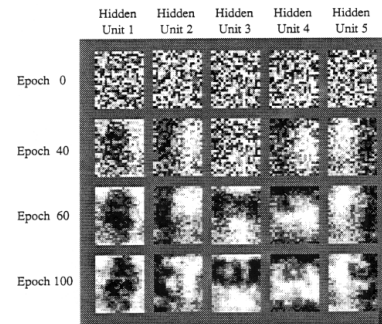 Hidden Hidden Hidden Hidden Hidden
Unit 1 Unit 2 Unit 3 Unit 4 Unit 5
Epoch 0
Epoch 40
Epoch 60
Epoch 100